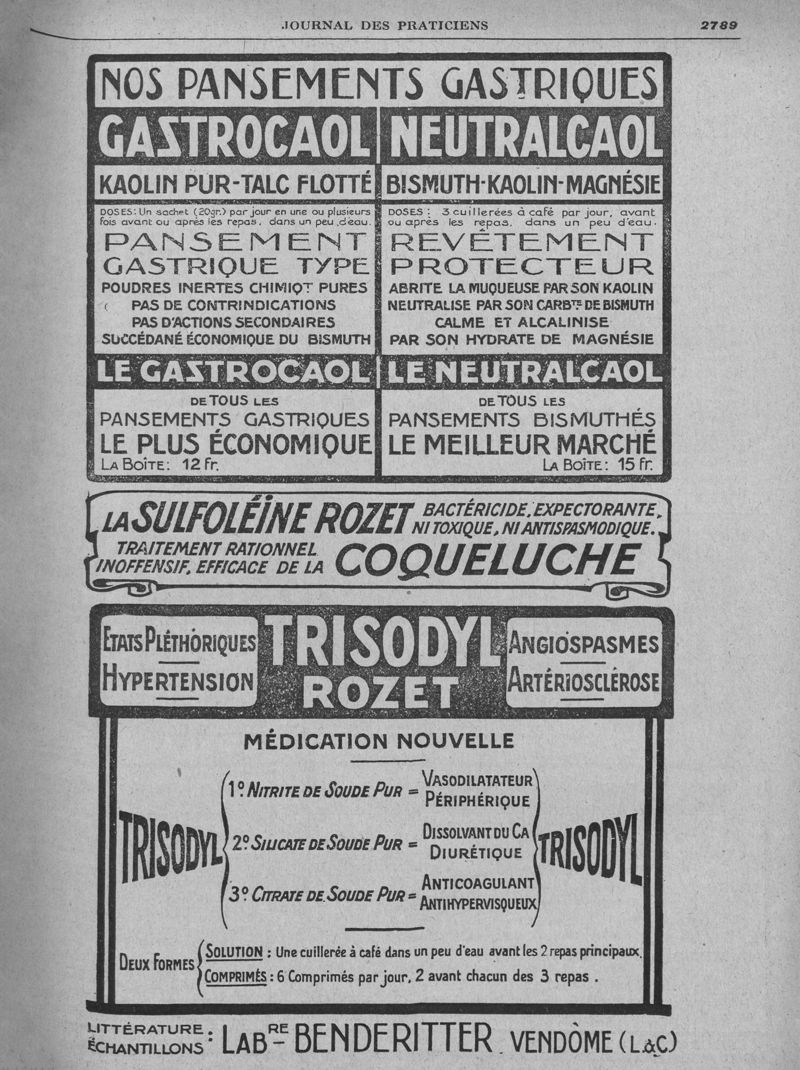 JOURNAL DES PRATICIENS 2789
NOS PANSEMENTS GASTRIQUES
GASTROCAOL
KAOLIN PUR-TALC FLOTTÉ
DOSES: Un sachet (20gr.) par jour en une ou plusieurs
fois avant ou après les repas, dans un peu d'eau.
PANSEMENT
GASTRIQUE TYPE
POUDRES INERTES CHIMIQT PURES
PAS DE CONTRINDICATIONS
PAS D'ACTIONS SECONDAIRES
SUCCÉDANÉ ÉCONOMIQUE DU BISMUTH
LE GASTROCAOL
DE TOUS LES
PANSEMENTS GASTRIQUES
LE PLUS ÉCONOMIQUE
LA BOÎTE: 12 Fr.
NEUTRALCAOL
BISMUTH-KAOLIN-MAGNÉSIE
DOSES: 3 cuillerées à café par jour, avant
ou après les repas, dans un peu d'eau.
REVÊTEMENT
PROTECTEUR
ABRITE LA MUQUEUSE PAR SON KAOLIN
NEUTRALISE PAR SON CARBTE DE BISMUTH
CALME ET ALCALINISE
PAR SON HYDRATE DE MAGNÉSIE
LE NEUTRALCAOL
DE TOUS LES
PANSEMENTS BISMUTHÉS
LE MEILLEUR MARCHÉ
LA BOÎTE: 15 fr.
LA SULFOLÉÏNE ROZET BACTÉRICIDE, EXPECTORANTE,
NI TOXIQUE, NI ANTISPASMODIQUE.
TRAITEMENT RATIONNEL
INOFFENSIF, EFFICACE DE LA COQUELUCHE
ETATS PLÉTHORIQUES
HYPERTENSION
TRISODYL
ROZET
ANGIOSPASMES
ARTÉRIOSCLÉROSE
MÉDICATION NOUVELLE
TRISODYL
1º. NITRITE DE SOUDE PUR = VASODILATATEUR
PÉRIPHÉRIQUE
2º. SILICATE DE SOUDE PUR = DISSOLVANT DU CA
DIURÉTIQUE
3º. CITRATE DE SOUDE PUR = ANTICOAGULANT
ANTIHYPERVISQUEUX
TRISODYL
DEUX FORMES
SOLUTION : Une cuillerée à café dans un peu d'eau avant les 2 repas principaux.
COMPRIMÉS : 6 Comprimés par jour, 2 avant chacun des 3 repas.
LITTÉRATURE :
ÉCHANTILLONS : LABRE BENDERITTER. VENDÔME (L&C)